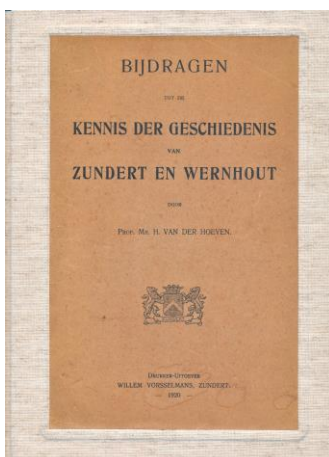 BIJDRAGEN
TOT DE
KENNIS DER GESCHIEDENIS
VAN
ZUNDERT EN WERNHOUT
DOOR
PROF. MR. H. VAN DER HOEVEN.
DRUKKER-UITGEVER
WILLEM VORSSELMANS, ZUNDERT.
1920